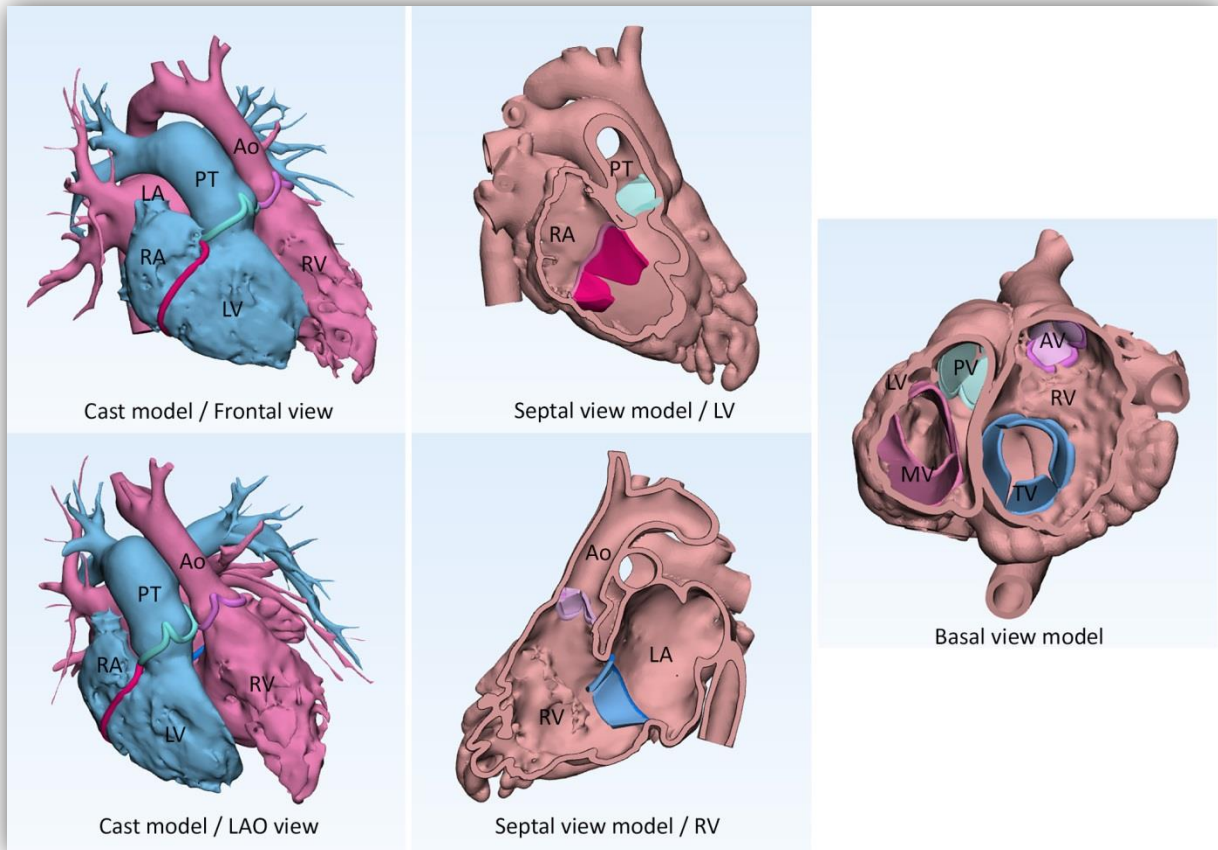 Ao
PT
LA
RA
RV
LV
Cast model / Frontal view
PT
RA
Septal view model / LV
Ao
PT
RA
RV
LV
Cast model / LAO view
Ao
LA
RV
Septal view model / RV
AV
PV
LV
RV
MV
TV
Basal view model